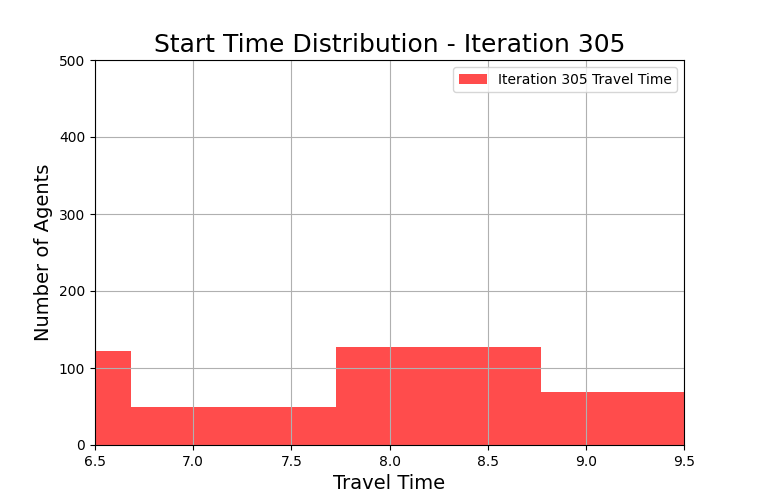 Start Time Distribution - Iteration 305
Iteration 305 Travel Time
Number of Agents
500
400
300
200
100
0
6.5 7.0 7.5 8.0 8.5 9.0 9.5
Travel Time